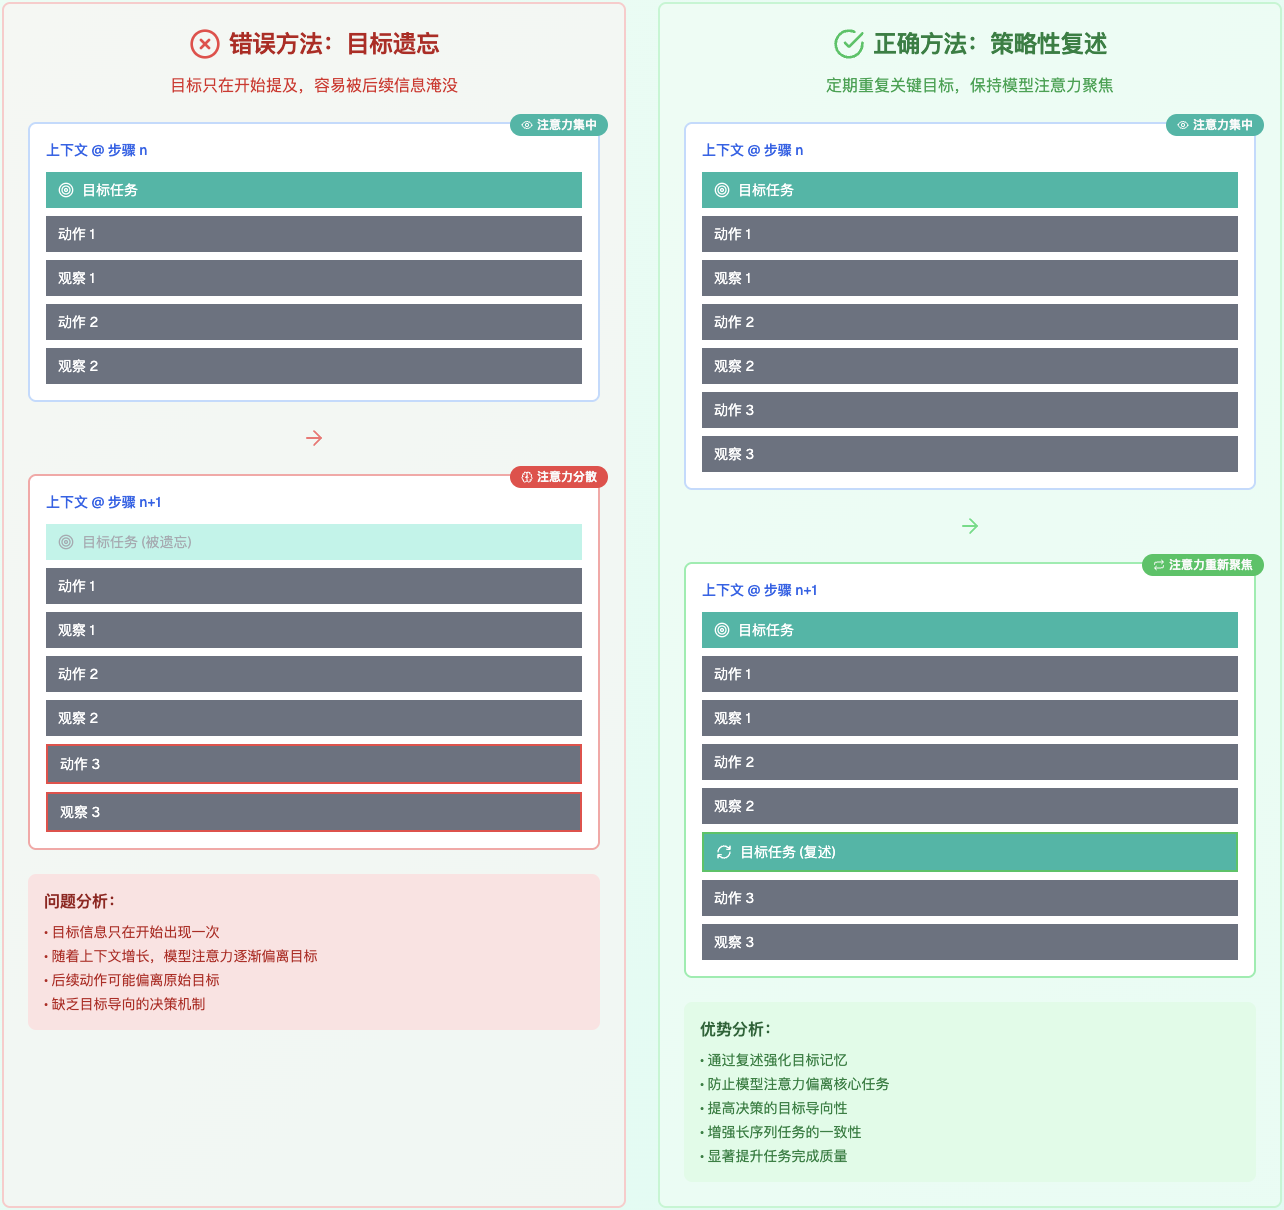 错误方法：目标遗忘
目标只在开始提及，容易被后续信息淹没
注意力集中
上下文 @ 步骤 n
目标任务
动作 1
观察 1
动作 2
观察 2
注意力分散
上下文 @ 步骤 n+1
目标任务 (被遗忘)
动作 1
观察 1
动作 2
观察 2
动作 3
观察 3
问题分析：
• 目标信息只在开始出现一次
• 随着上下文增长，模型注意力逐渐偏离目标
• 后续动作可能偏离原始目标
• 缺乏目标导向的决策机制
正确方法：策略性复述
定期重复关键目标，保持模型注意力聚焦
注意力集中
上下文 @ 步骤 n
目标任务
动作 1
观察 1
动作 2
观察 2
动作 3
观察 3
注意力重新聚焦
上下文 @ 步骤 n+1
目标任务
动作 1
观察 1
动作 2
观察 2
目标任务 (复述)
动作 3
观察 3
优势分析：
• 通过复述强化目标记忆
• 防止模型注意力偏离核心任务
• 提高决策的目标导向性
• 增强长序列任务的一致性
• 显著提升任务完成质量